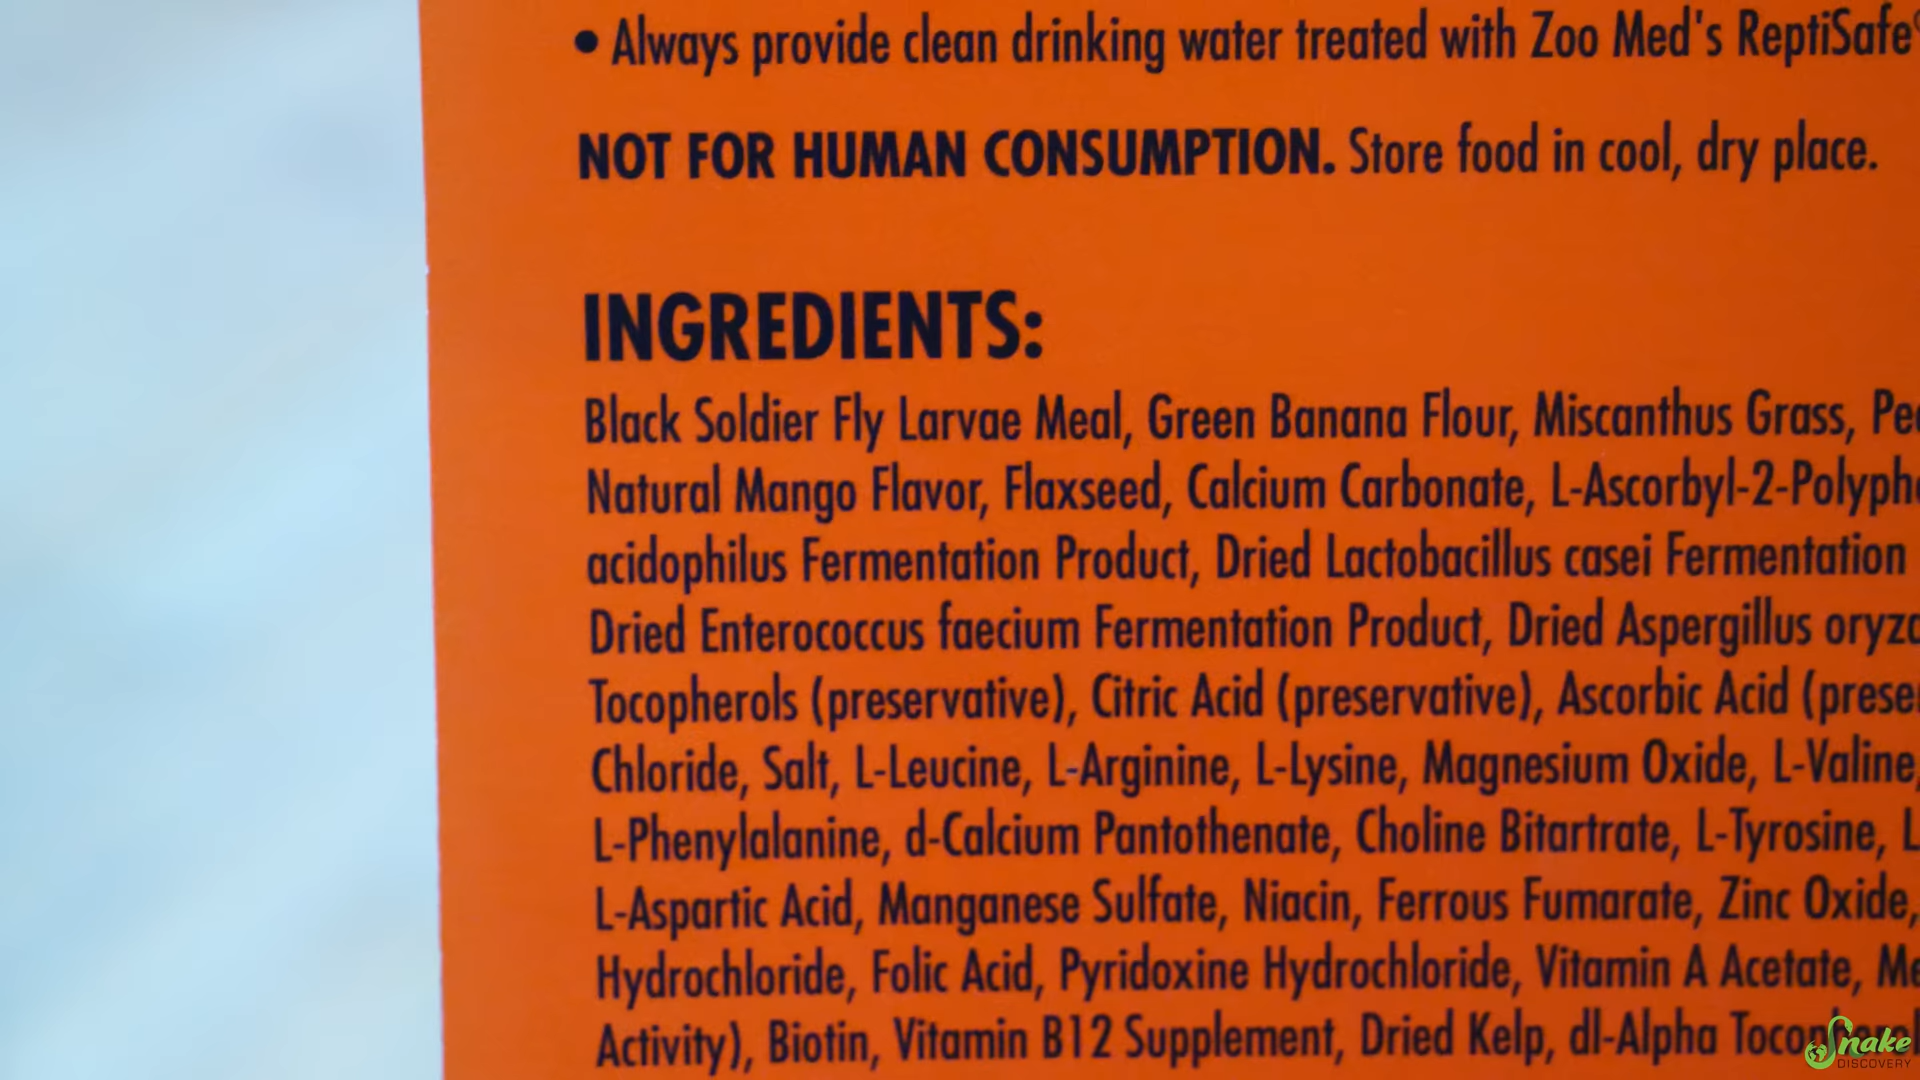 • Always provide clean drinking water treated with Zoo Med's ReptiSafe
NOT FOR HUMAN CONSUMPTION. Store food in cool, dry place.
INGREDIENTS:
Black Soldier Fly Larvae Meal, Green Banana Flour, Miscanthus Grass,
Natural Mango Flavor, Flaxseed, Calcium Carbonate,
acidophilus Fermentation Product, Dried Lactobacillus casei Fermentation
Dried Enterococcus faecium Fermentation Product, Dried Aspergillus
Tocopherols (preservative), Citric Acid (preservative), Ascorbic Acid
Chloride, Salt, L-Leucine, L-Arginine, L-Lysine, Magnesium Oxide, L-Valine,
L-Phenylalanine, d-Calcium Pantothenate, Choline Bitartrate, L-Tyrosine,
L-Aspartic Acid, Manganese Sulfate, Niacin, Ferrous Fumarate, Zinc Oxide,
Hydrochloride, Folic Acid, Pyridoxine Hydrochloride, Vitamin A Acetate,
Activity), Biotin, Vitamin B12 Supplement, Dried Kelp, dl-Alpha
Snake
DISCOVERY